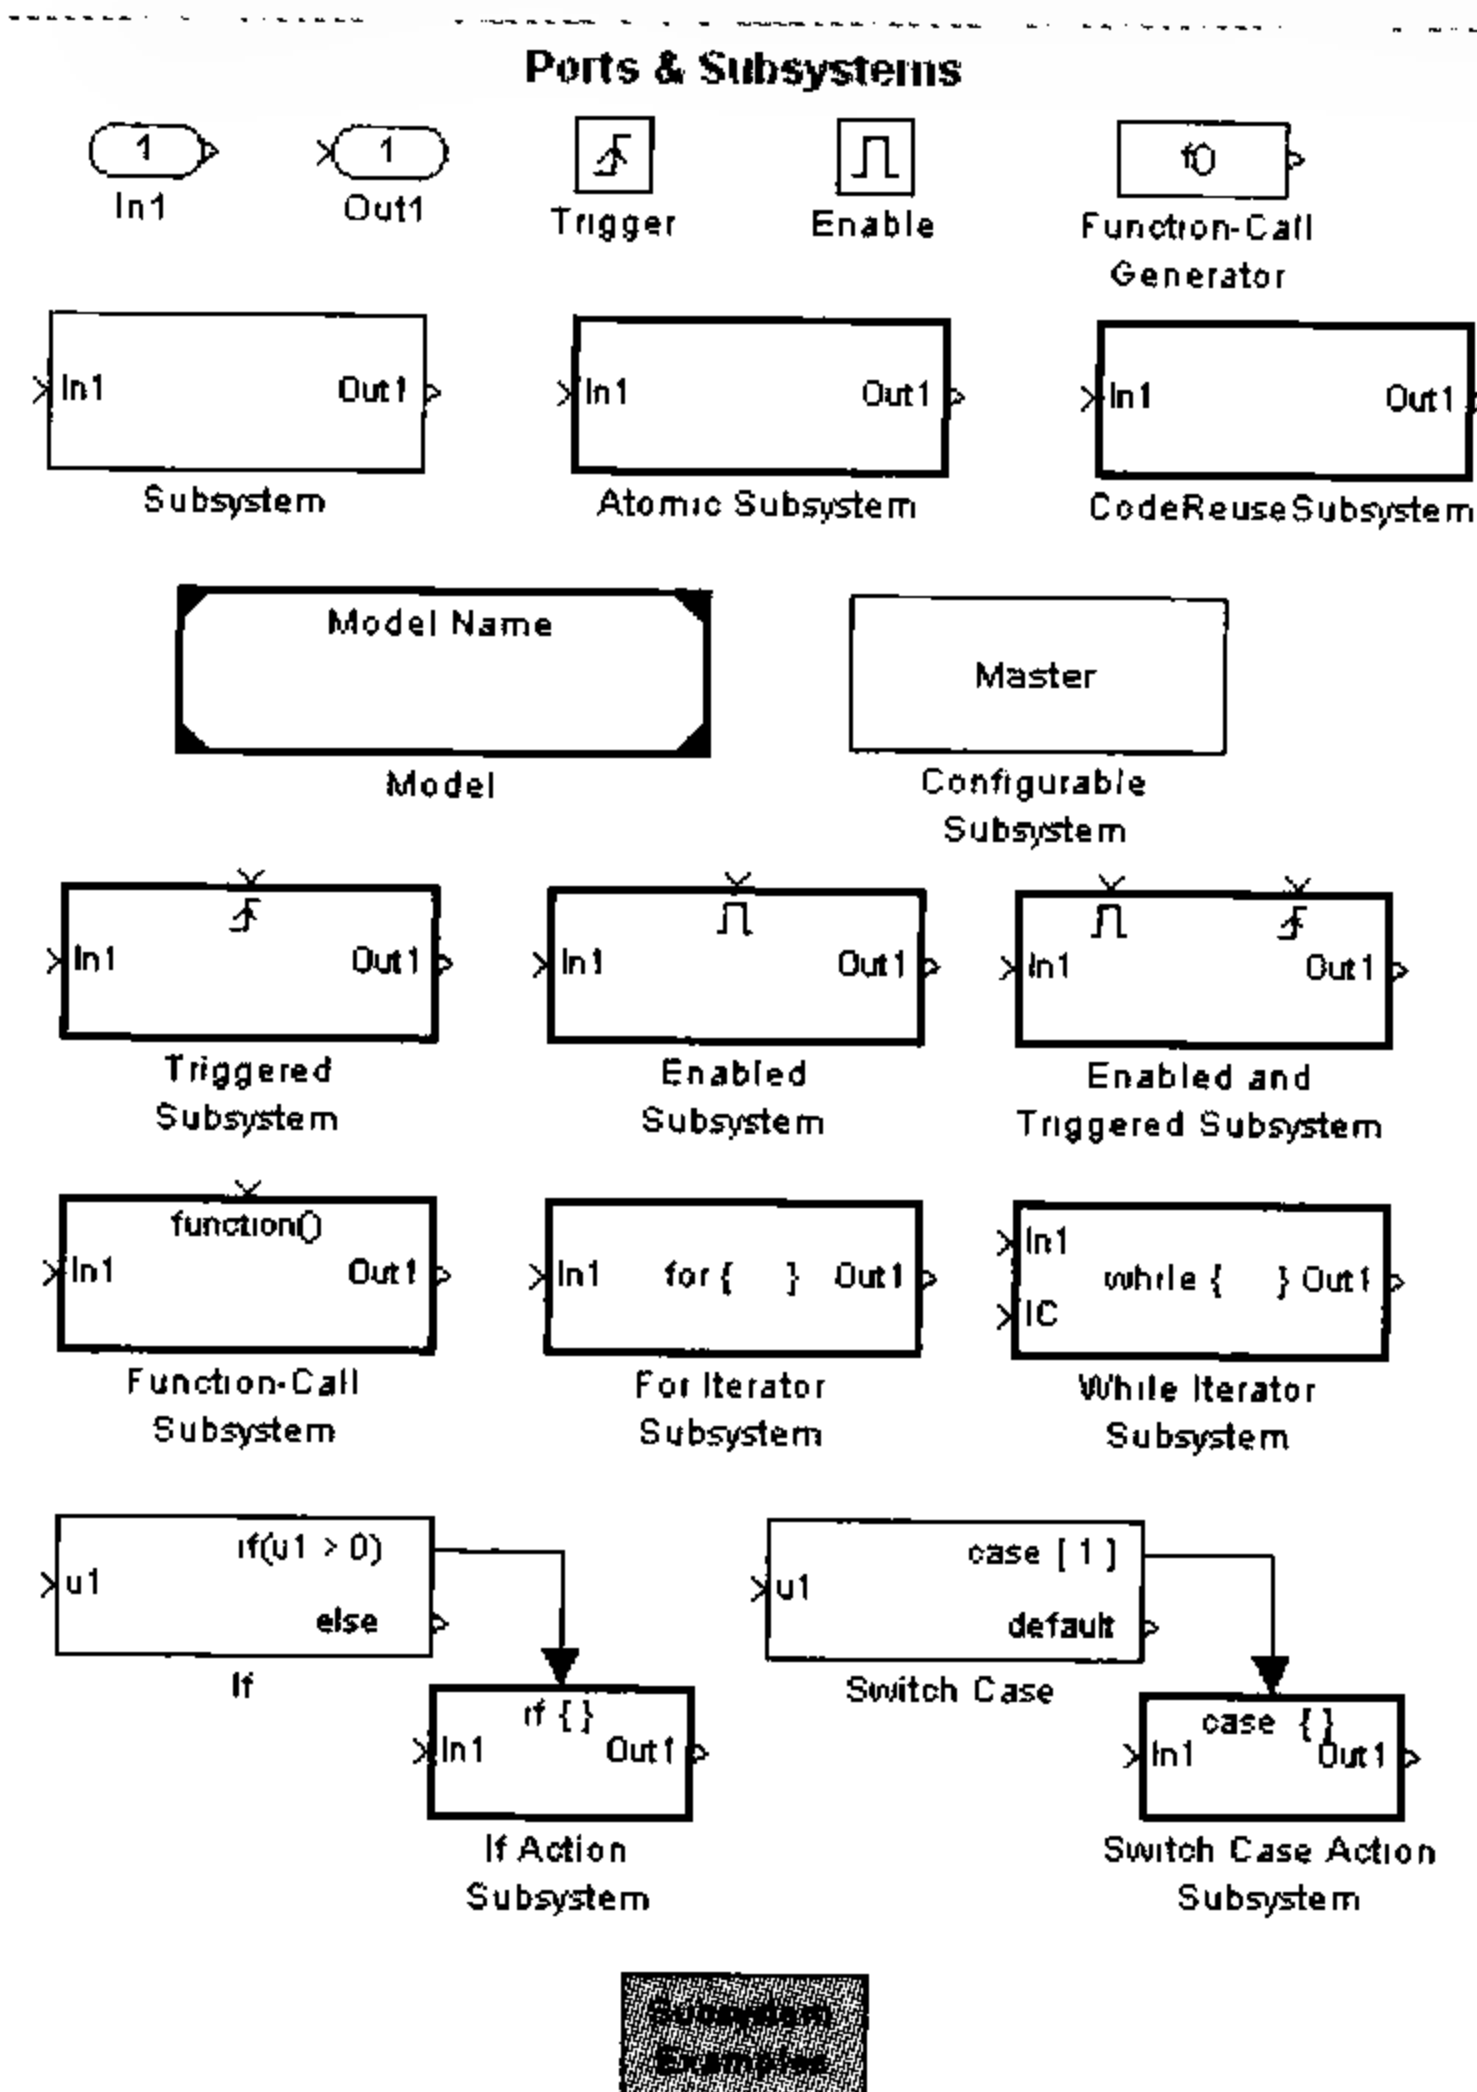 Ports & Subsystems
1
In1
1
Out1
Trigger
Enable
f()
Function-Call
Generator
In1 Out1
Subsystem
In1 Out1
Atomic Subsystem
In1 Out1
CodeReuseSubsystem
Model Name
Model
Master
Configurable
Subsystem
In1 Out1
Triggered
Subsystem
In1 Out1
Enabled
Subsystem
In1 Out1
Enabled and
Triggered Subsystem
function()
In1 Out1
Function-Call
Subsystem
In1 for { } Out1
For Iterator
Subsystem
In1
while { } Out1
IC
While Iterator
Subsystem
if(u1 > 0)
u1
else
If
if { }
In1 Out1
If Action
Subsystem
case [ 1 ]
u1
default
Switch Case
case { }
In1 Out1
Switch Case Action
Subsystem
Subsystem
Examples